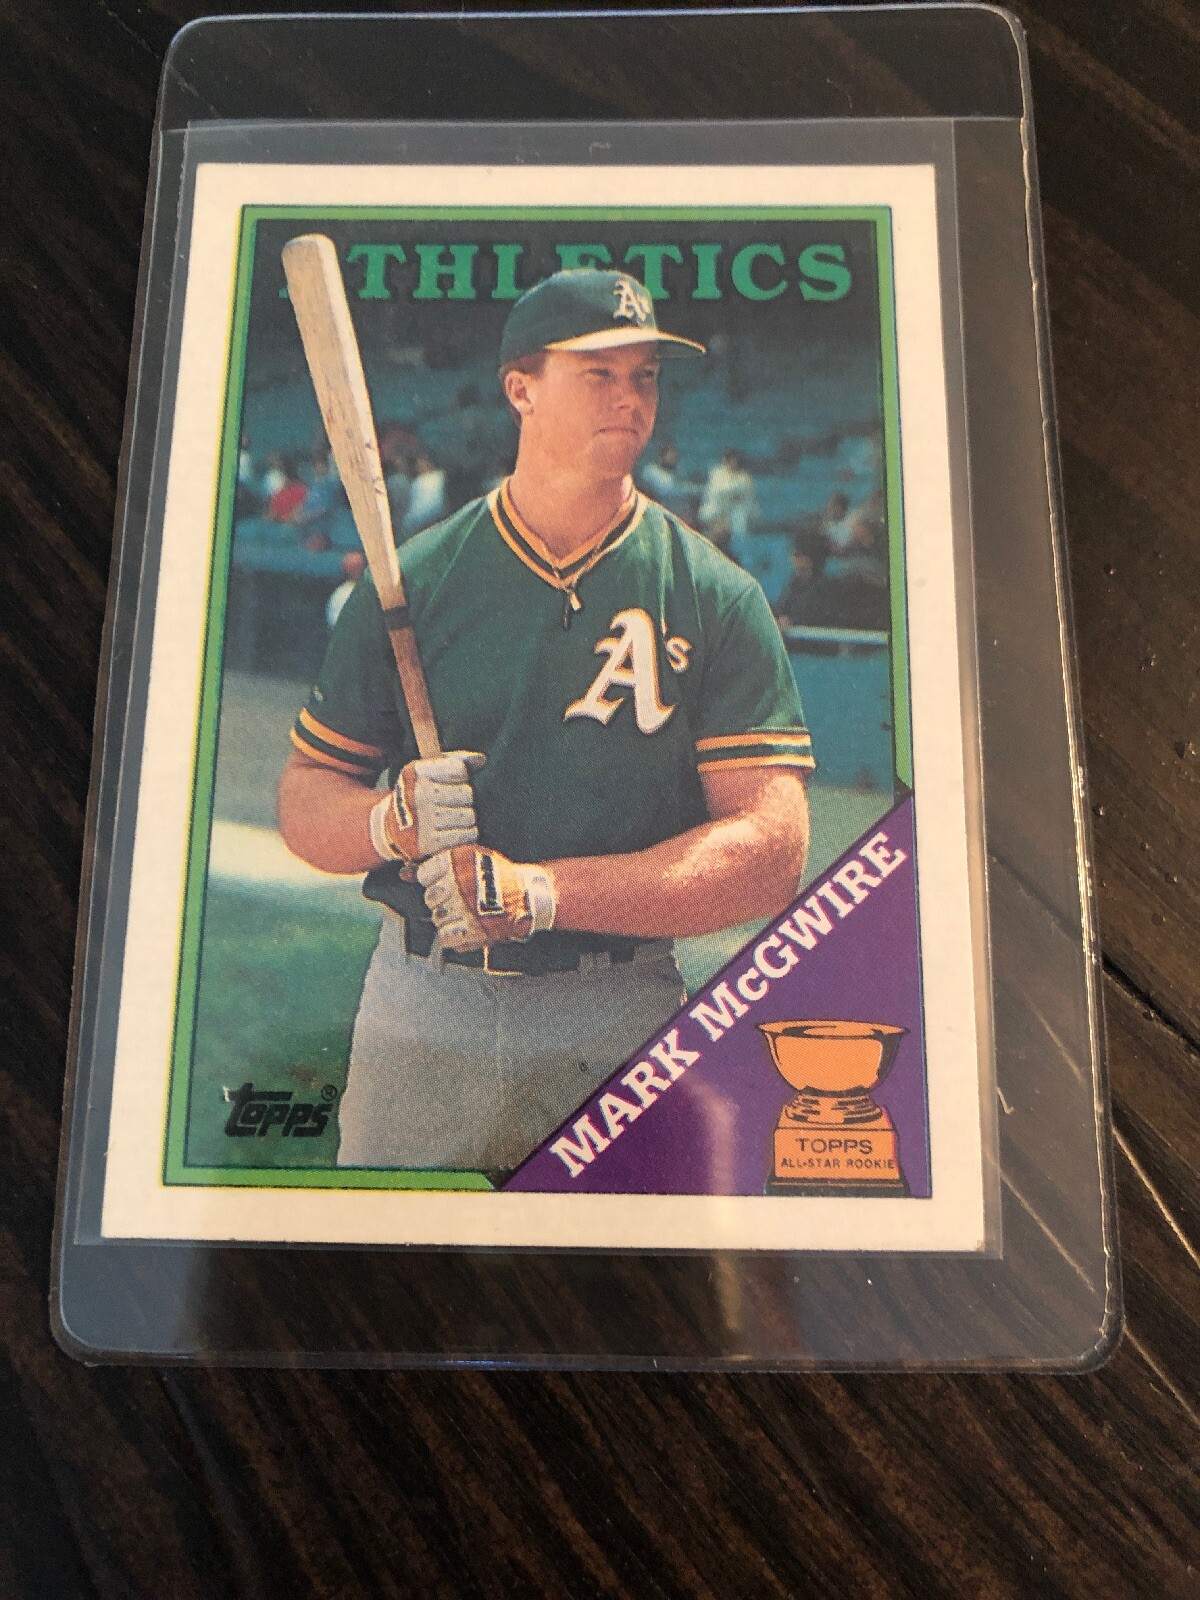 ATHLETICS
A's
A's
MARK McGWIRE
topps®
TOPPS
ALL-STAR ROOKIE